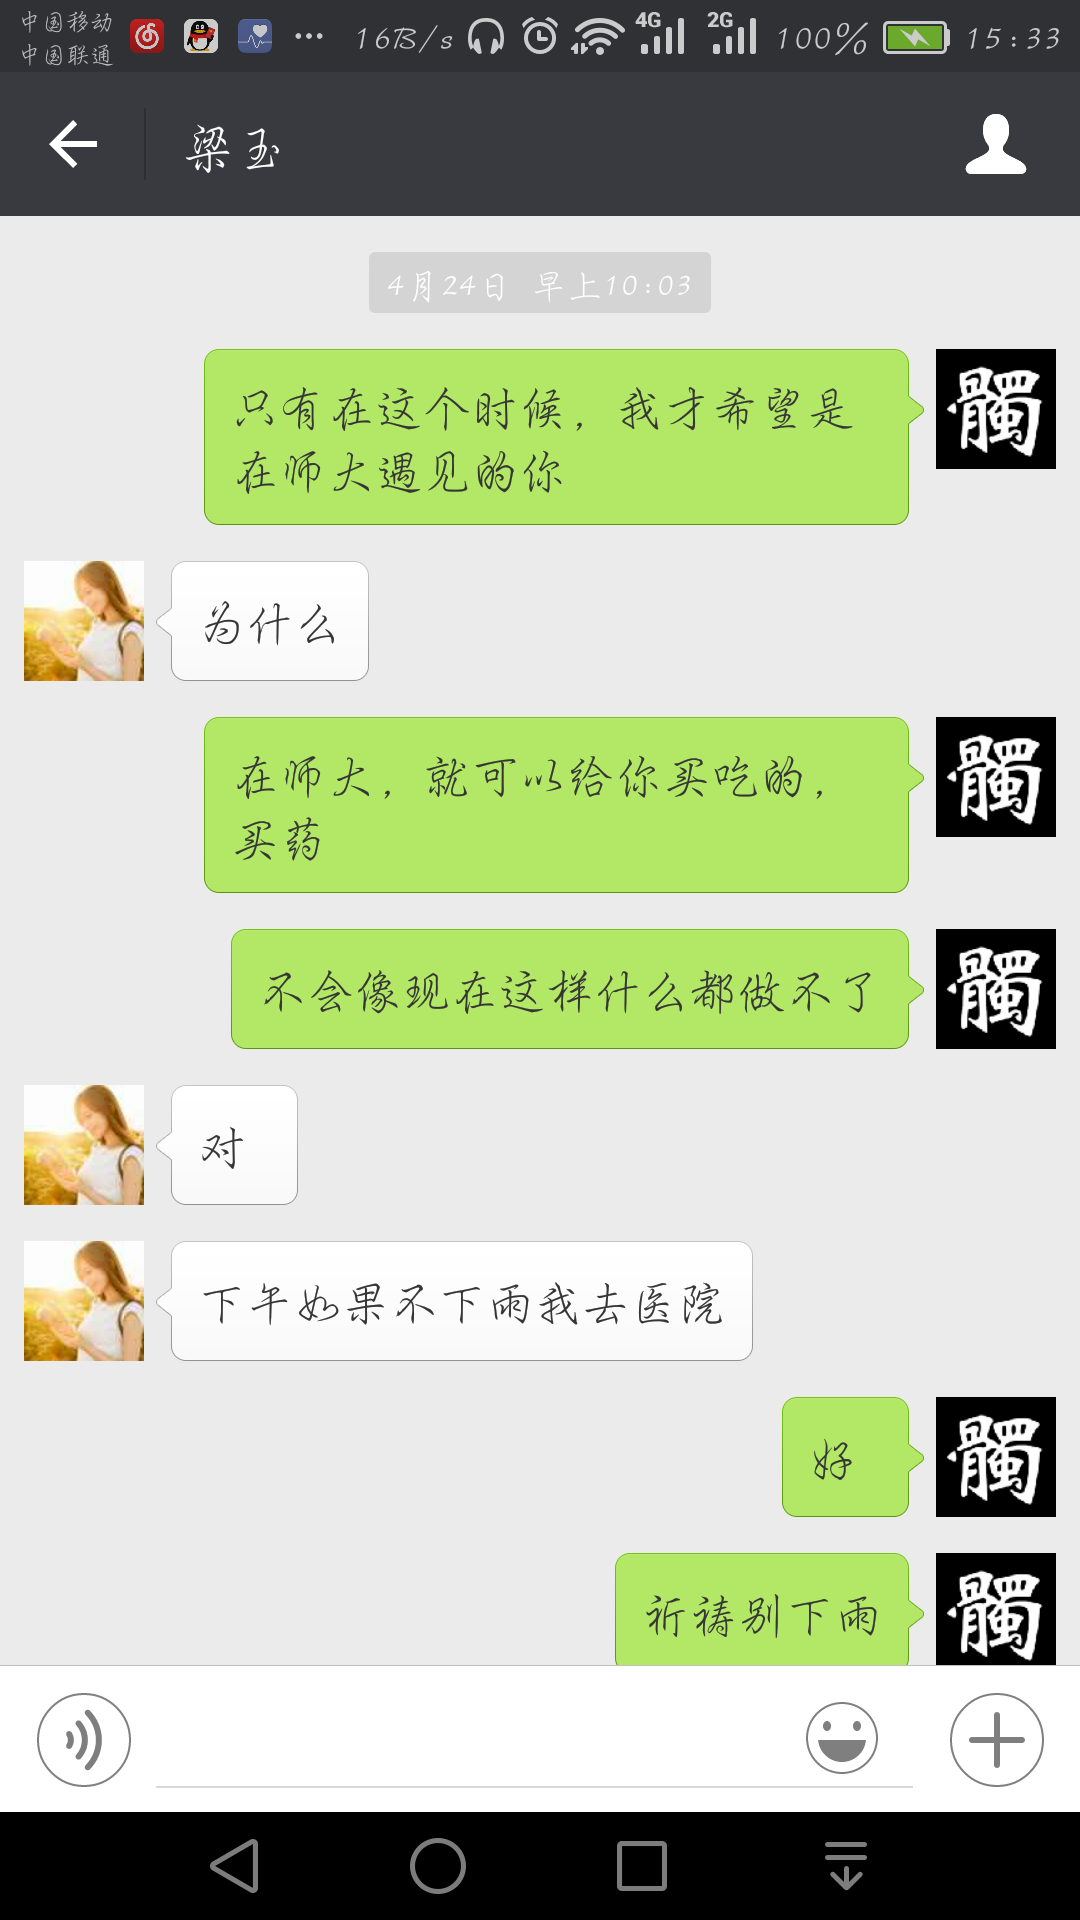 中国移动
中国联通
16B/s
4G
2G
100%
15:33
梁玉
4月24日 早上10:03
只有在这个时候，我才希望是
在师大遇见的你
髑
为什么
在师大，就可以给你买吃的，
买药
髑
不会像现在这样什么都做不了
髑
对
下午如果不下雨我去医院
好
髑
祈祷别下雨
髑